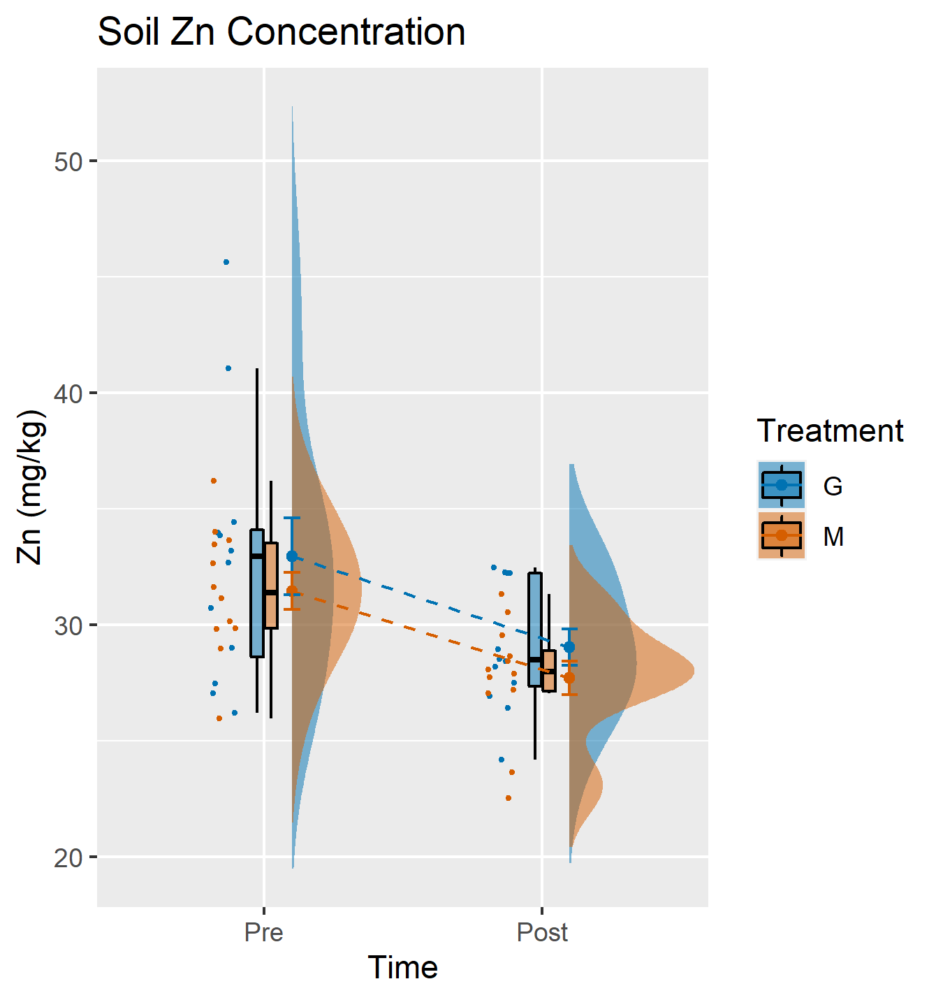 Soil Zn Concentration
Zn (mg/kg)
50
40
30
20
Pre
Post
Time
Treatment
G
M